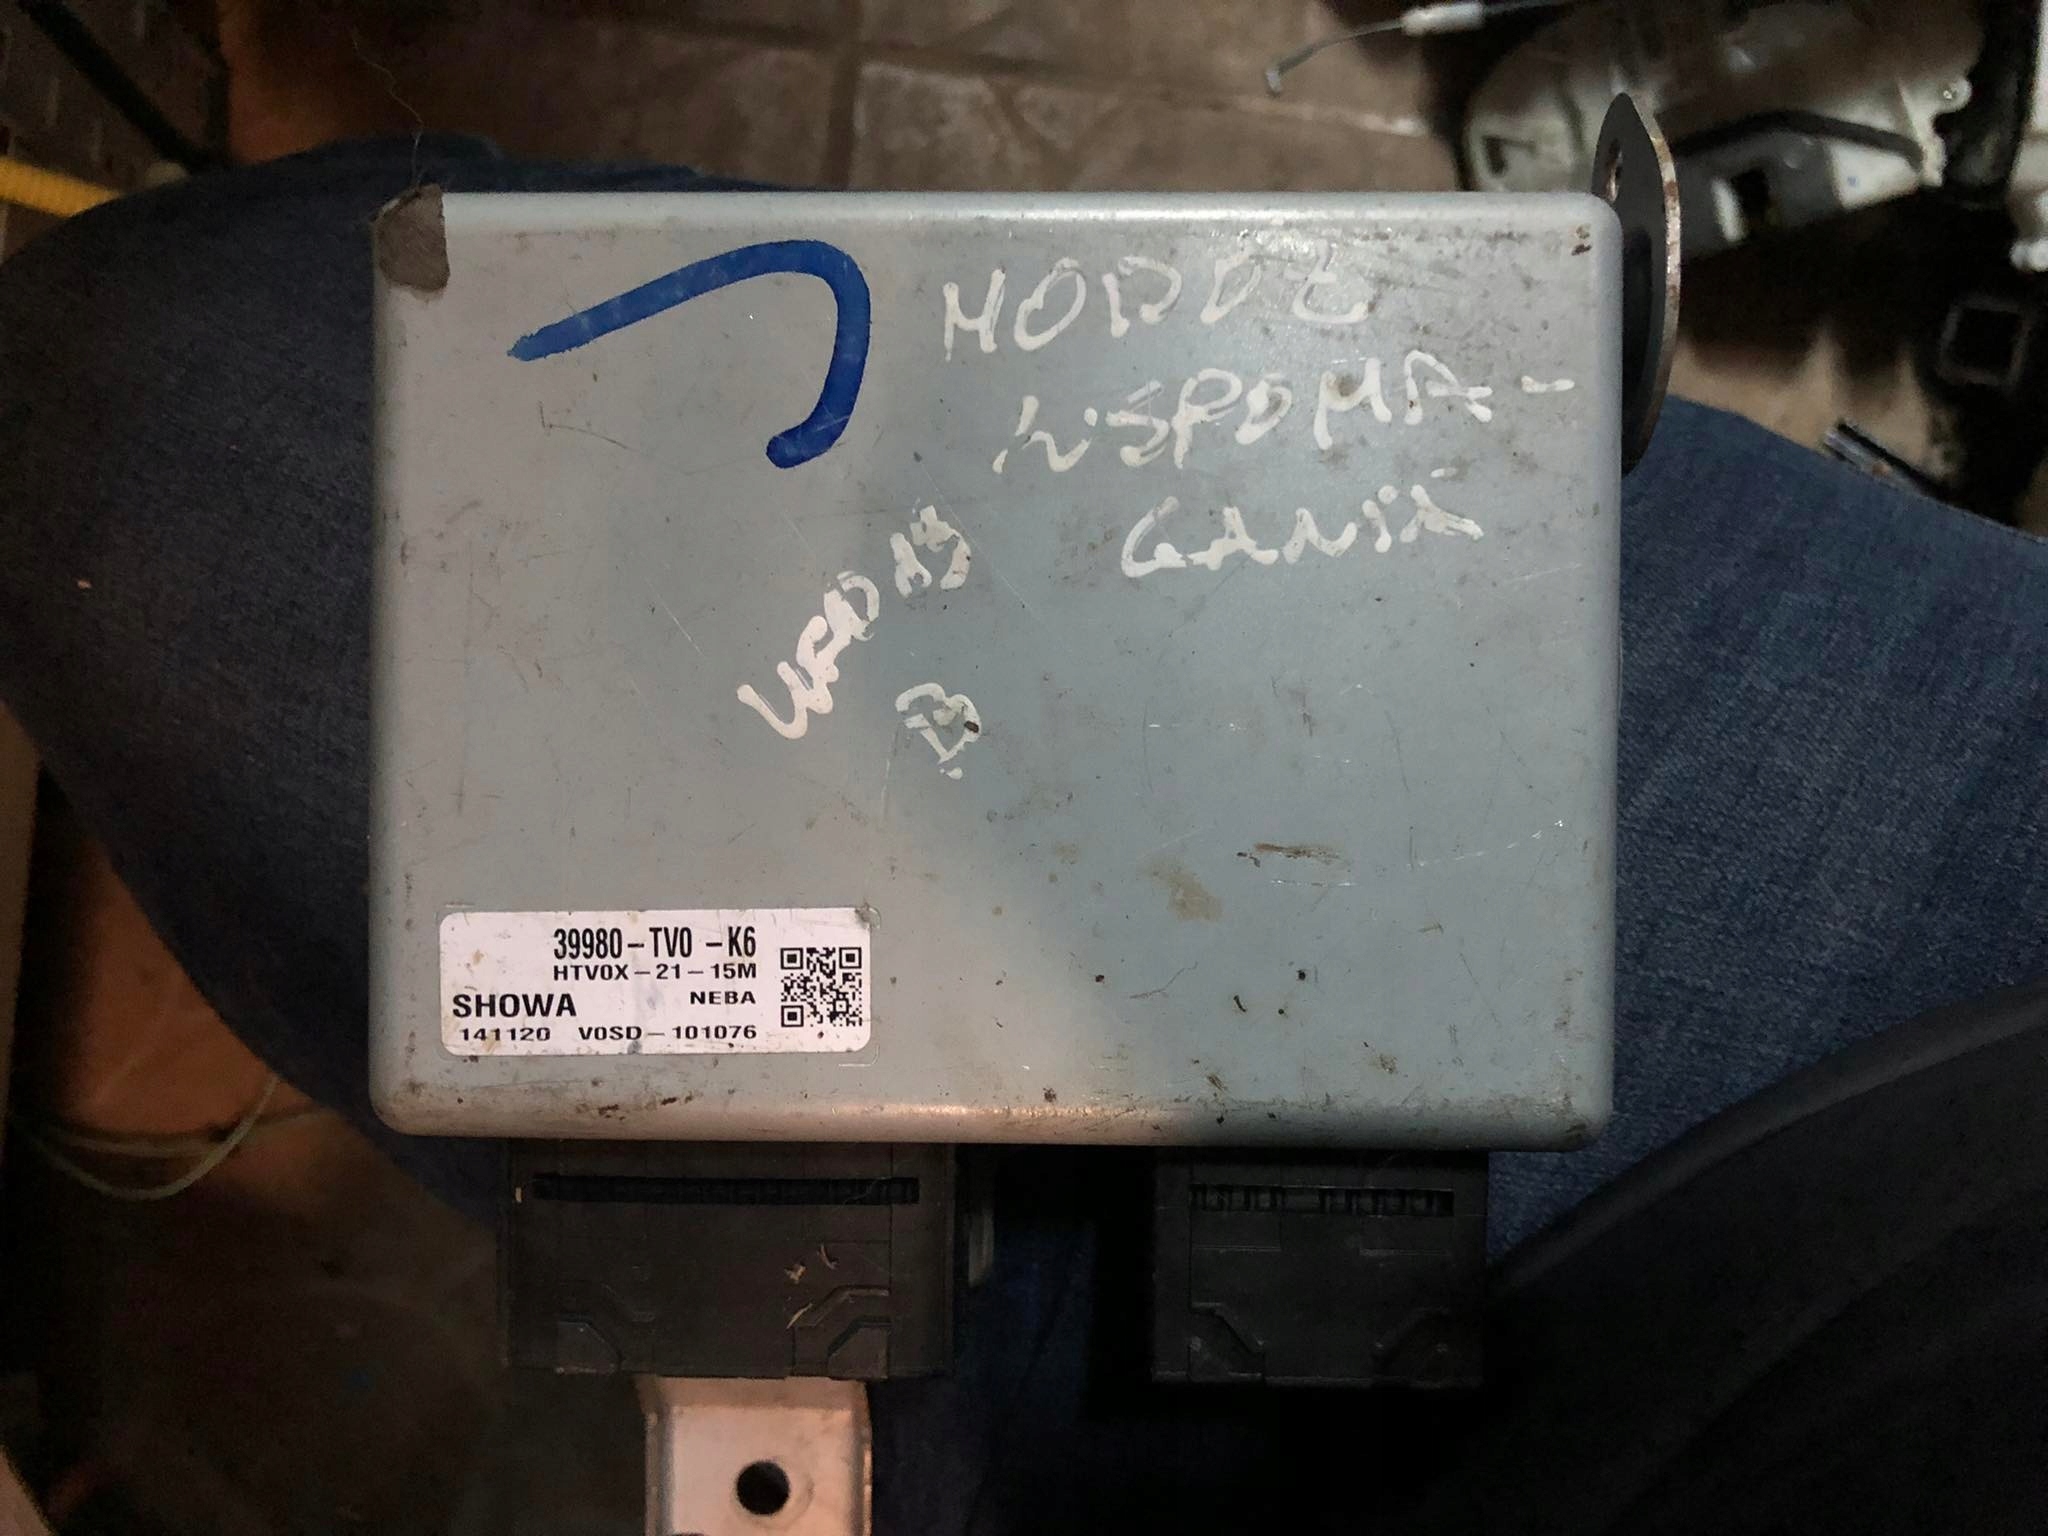 MODUŁ
WSPOMA-
GANIA
39980-TV0 -K6
HTV0X-21-15M
SHOWA NEBA
141120 V0SD-101076